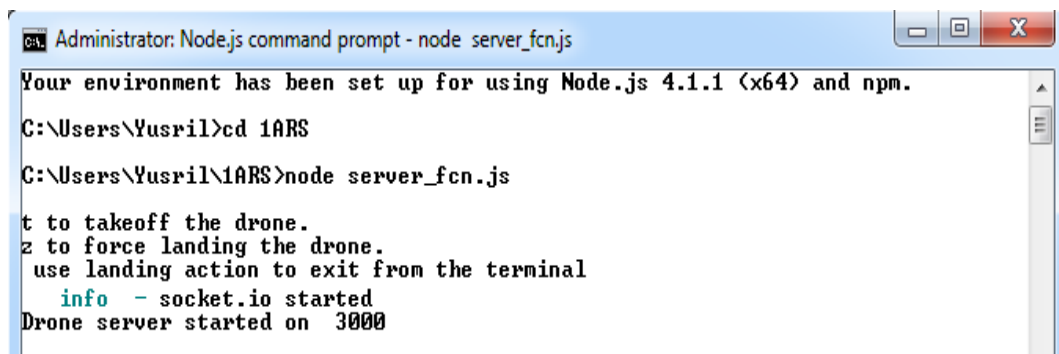 Administrator: Node.js command prompt - node  server_fcn.js
Your environment has been set up for using Node.js 4.1.1 (x64) and npm.
C:\Users\Yusril>cd 1ARS
C:\Users\Yusril\1ARS>node server_fcn.js
t to takeoff the drone.
z to force landing the drone.
 use landing action to exit from the terminal
   info  - socket.io started
Drone server started on  3000